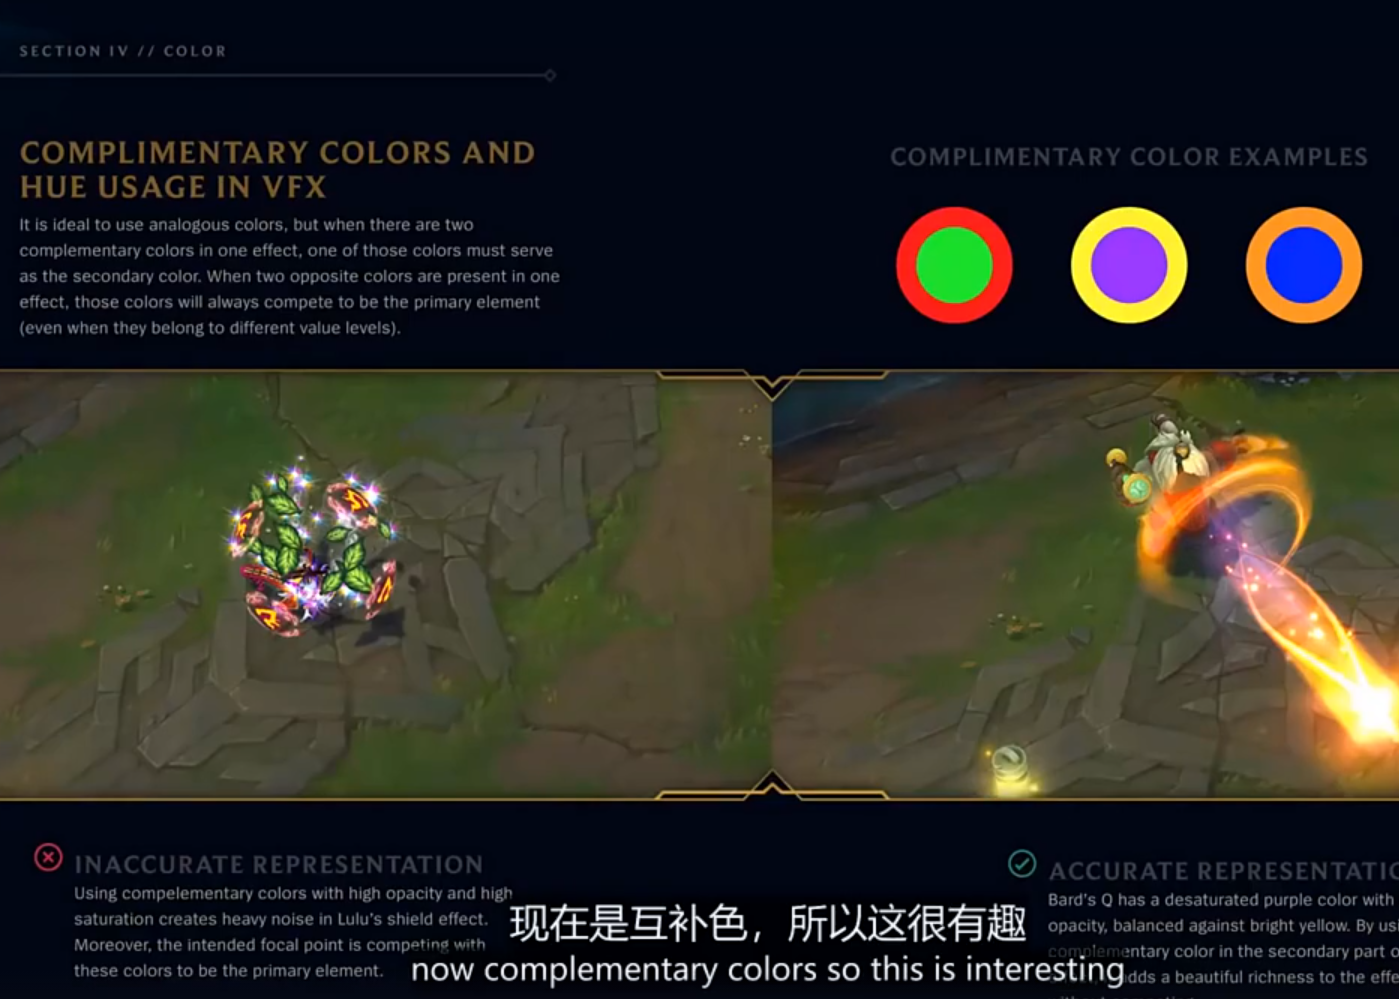 SECTION IV // COLOR
COMPLIMENTARY COLORS AND
HUE USAGE IN VFX
It is ideal to use analogous colors, but when there are two
complementary colors in one effect, one of those colors must serve
as the secondary color. When two opposite colors are present in one
effect, those colors will always compete to be the primary element
(even when they belong to different value levels).
COMPLIMENTARY COLOR EXAMPLES
INACCURATE REPRESENTATION
Using compelementary colors with high opacity and high
saturation creates heavy noise in Lulu's shield effect.
Moreover, the intended focal point is competing with
these colors to be the primary element.
ACCURATE REPRESENTATIO
Bard's Q has a desaturated purple color with
opacity, balanced against bright yellow. By us
complementary color in the secondary part o
adds a beautiful richness to the effe
现在是互补色，所以这很有趣
now complementary colors so this is interesting